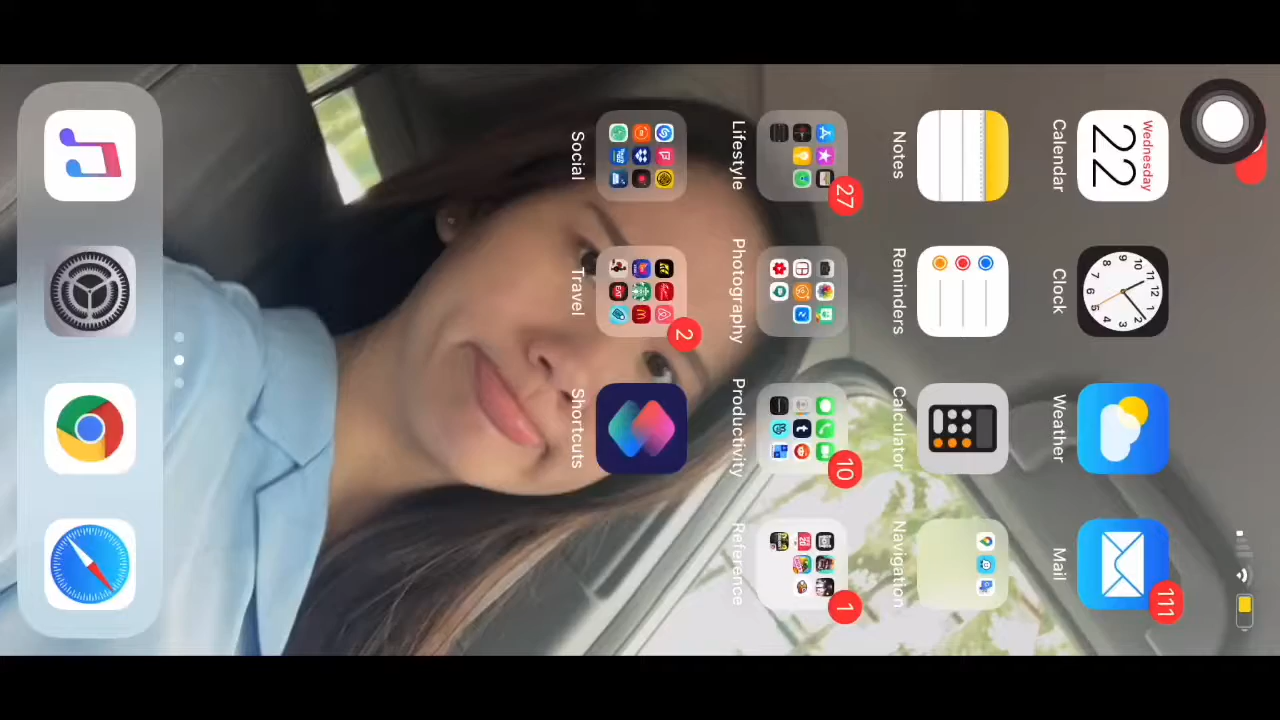 Wednesday
22
111
Calendar
Clock
Weather
Mail
Notes
Reminders
Calculator
Navigation
27
10
1
Lifestyle
Photography
Productivity
Reference
2
Social
Travel
Shortcuts